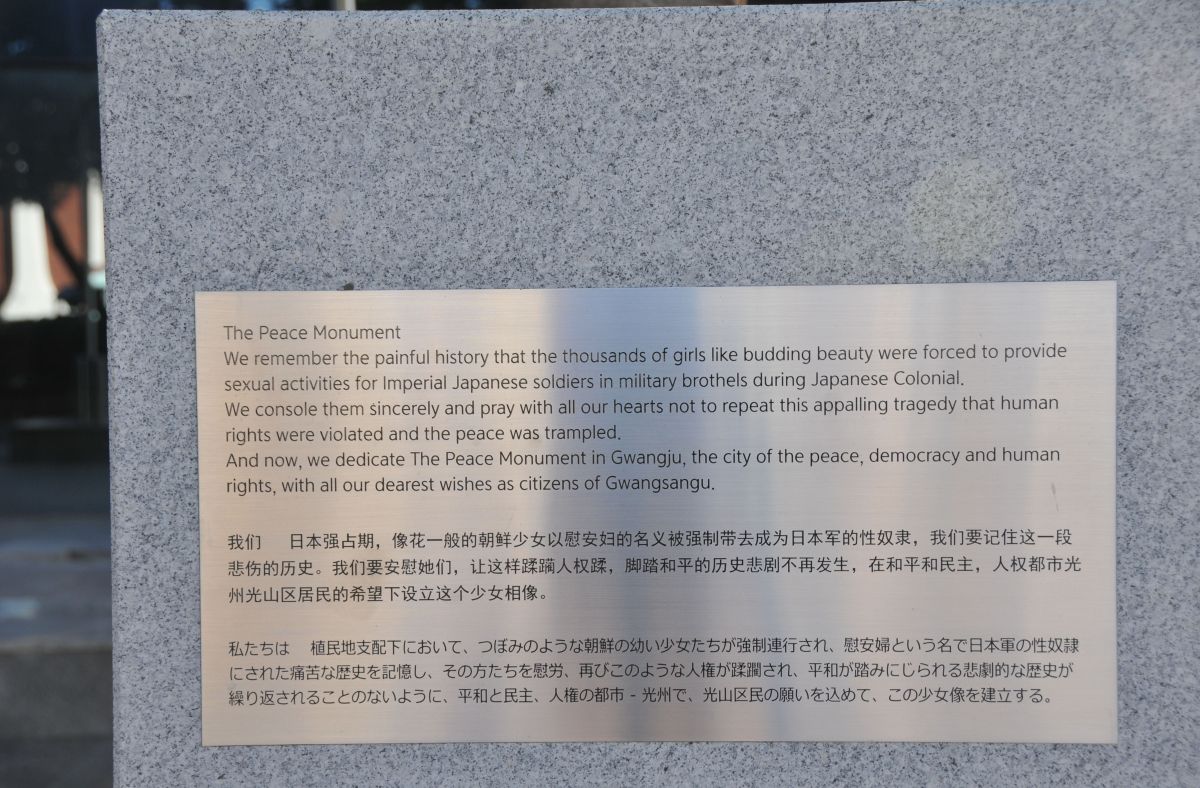 The Peace Monument
We remember the painful history that the thousands of girls like budding beauty were forced to provide
sexual activities for Imperial Japanese soldiers in military brothels during Japanese Colonial.
We console them sincerely and pray with all our hearts not to repeat this appalling tragedy that human
rights were violated and the peace was trampled.
And now, we dedicate The Peace Monument in Gwangju, the city of the peace, democracy and human
rights, with all our dearest wishes as citizens of Gwangsangu.
我们 日本强占期，像花一般的朝鲜少女以慰安妇的名义被强制带去成为日本军的性奴隶，我们要记住这一段
悲伤的历史。我们要安慰她们，让这样蹂躏人权蹂，脚踏和平的历史悲剧不再发生，在和平和民主，人权都市光
州光山区居民的希望下设立这个少女相像。
私たちは 植民地支配下において、つぼみのような朝鮮の幼い少女たちが強制連行され、慰安婦という名で日本軍の性奴隷
にされた痛苦な歴史を記憶し、その方たちを慰労、再びこのような人権が蹂躙され、平和が踏みにじられる悲劇的な歴史が
繰り返されることのないように、平和と民主、人権の都市 - 光州で、光山区民の願いを込めて、この少女像を建立する。